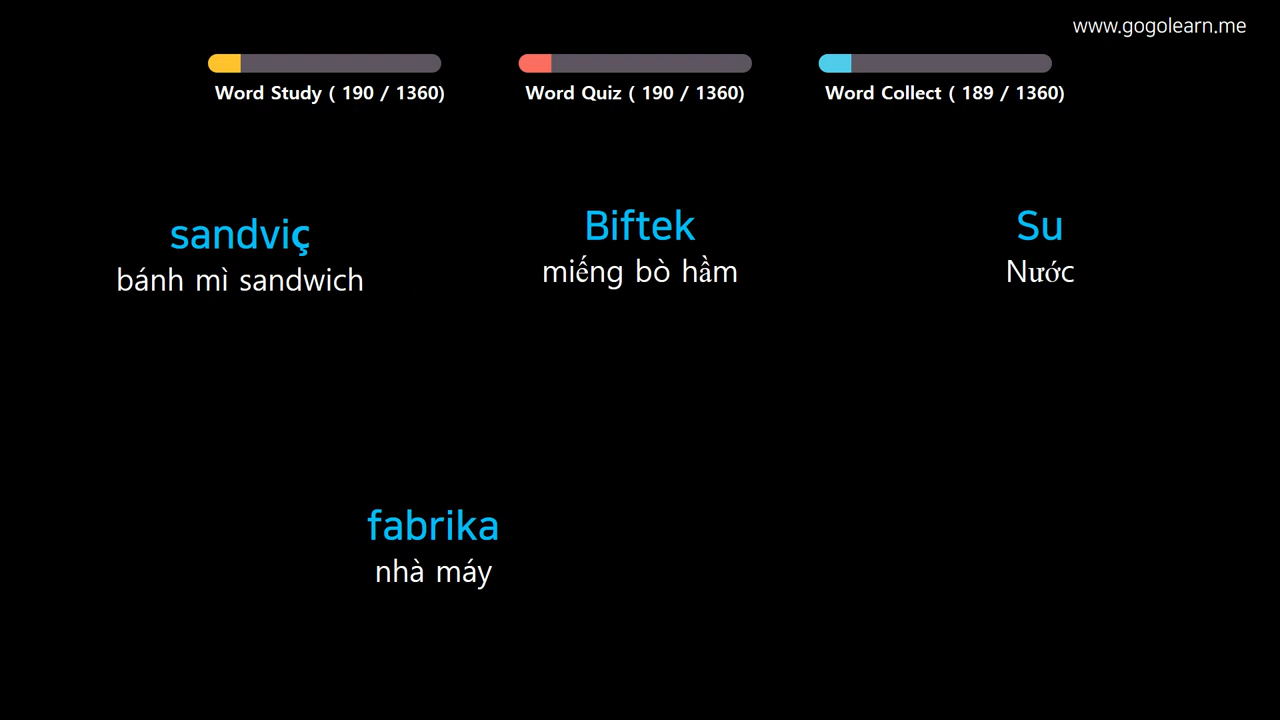 www.gogolearn.me
Word Study ( 190 / 1360)
Word Quiz ( 190 / 1360)
Word Collect ( 189 / 1360)
sandviç
bánh mì sandwich
Biftek
miếng bò hầm
Su
Nước
fabrika
nhà máy